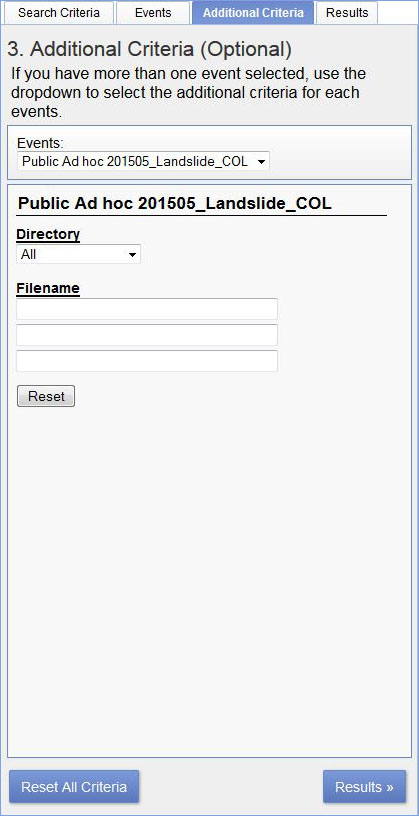 Search Criteria Events Additional Criteria Results
3. Additional Criteria (Optional)
If you have more than one event selected, use the
dropdown to select the additional criteria for each
events.
Events:
Public Ad hoc 201505_Landslide_COL
Public Ad hoc 201505_Landslide_COL
Directory
All
Filename
Reset
Reset All Criteria Results »